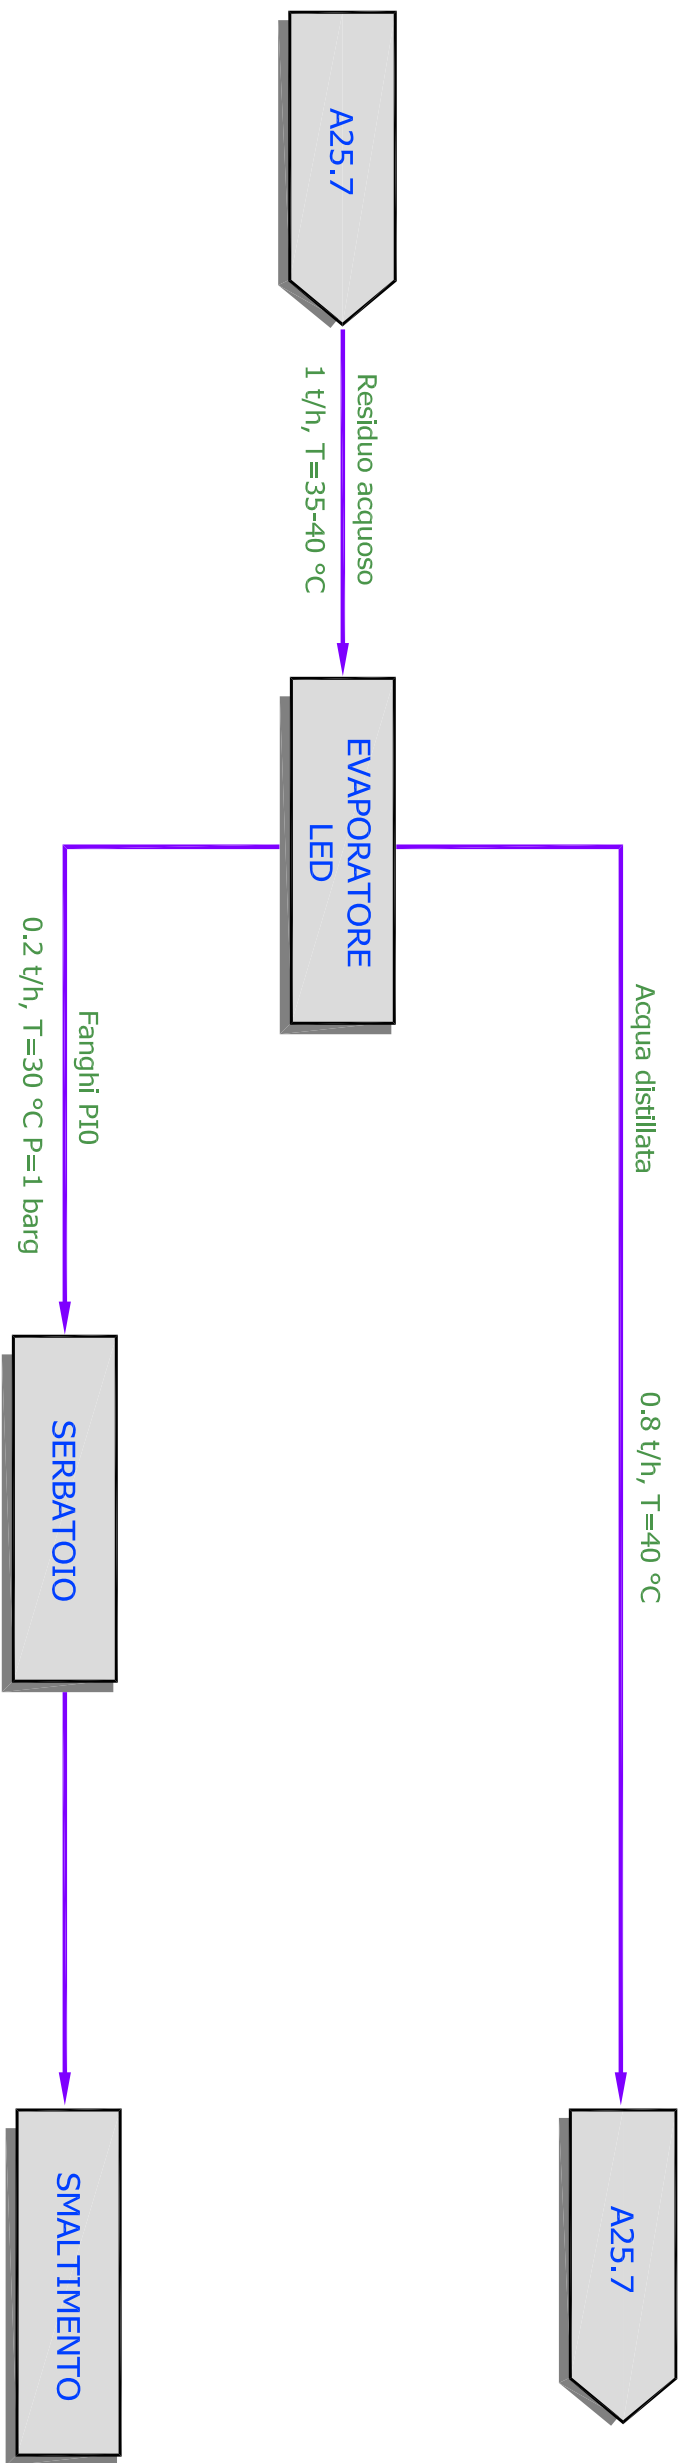 A25.7
Residuo acquoso
1 t/h, T=35-40 °C
EVAPORATORE
LED
Acqua distillata
0.8 t/h, T=40 °C
A25.7
Fanghi PI0
0.2 t/h, T=30 °C P=1 barg
SERBATOIO
SMALTIMENTO